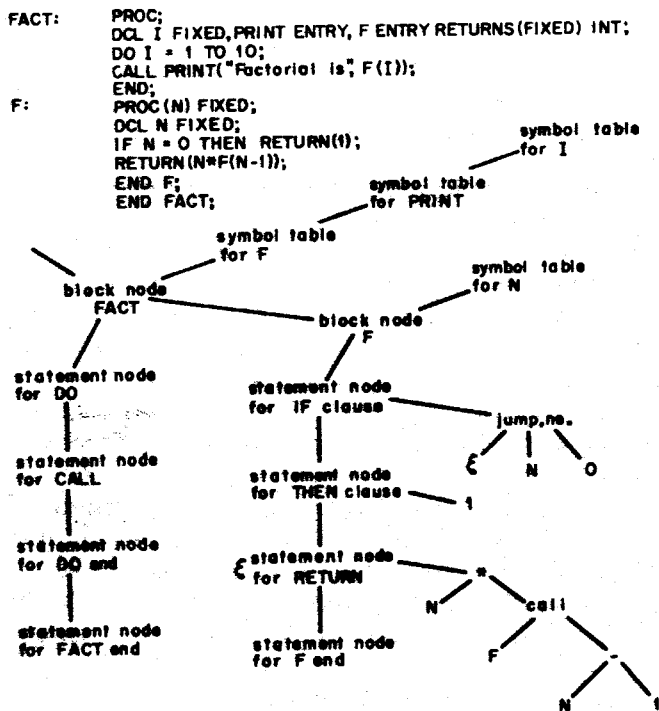 FACT: PROC;
DCL I FIXED,PRINT ENTRY, F ENTRY RETURNS(FIXED) INT;
DO I = 1 TO 10;
CALL PRINT("Factorial is", F(I));
END;
F: PROC(N) FIXED;
DCL N FIXED;
IF N = 0 THEN RETURN(1);
RETURN(N*F(N-1));
END F;
END FACT;
symbol table
for I
symbol table
for PRINT
symbol table
for F
symbol table
for N
block node
FACT
block node
F
statement node
for DO
statement node
for IF clause
jump,ne.
ξ N 0
statement node
for CALL
statement node
for THEN clause
1
statement node
for DO end
ξ statement node
for RETURN
*
N call
statement node
for FACT end
statement node
for F end
F -
N 1